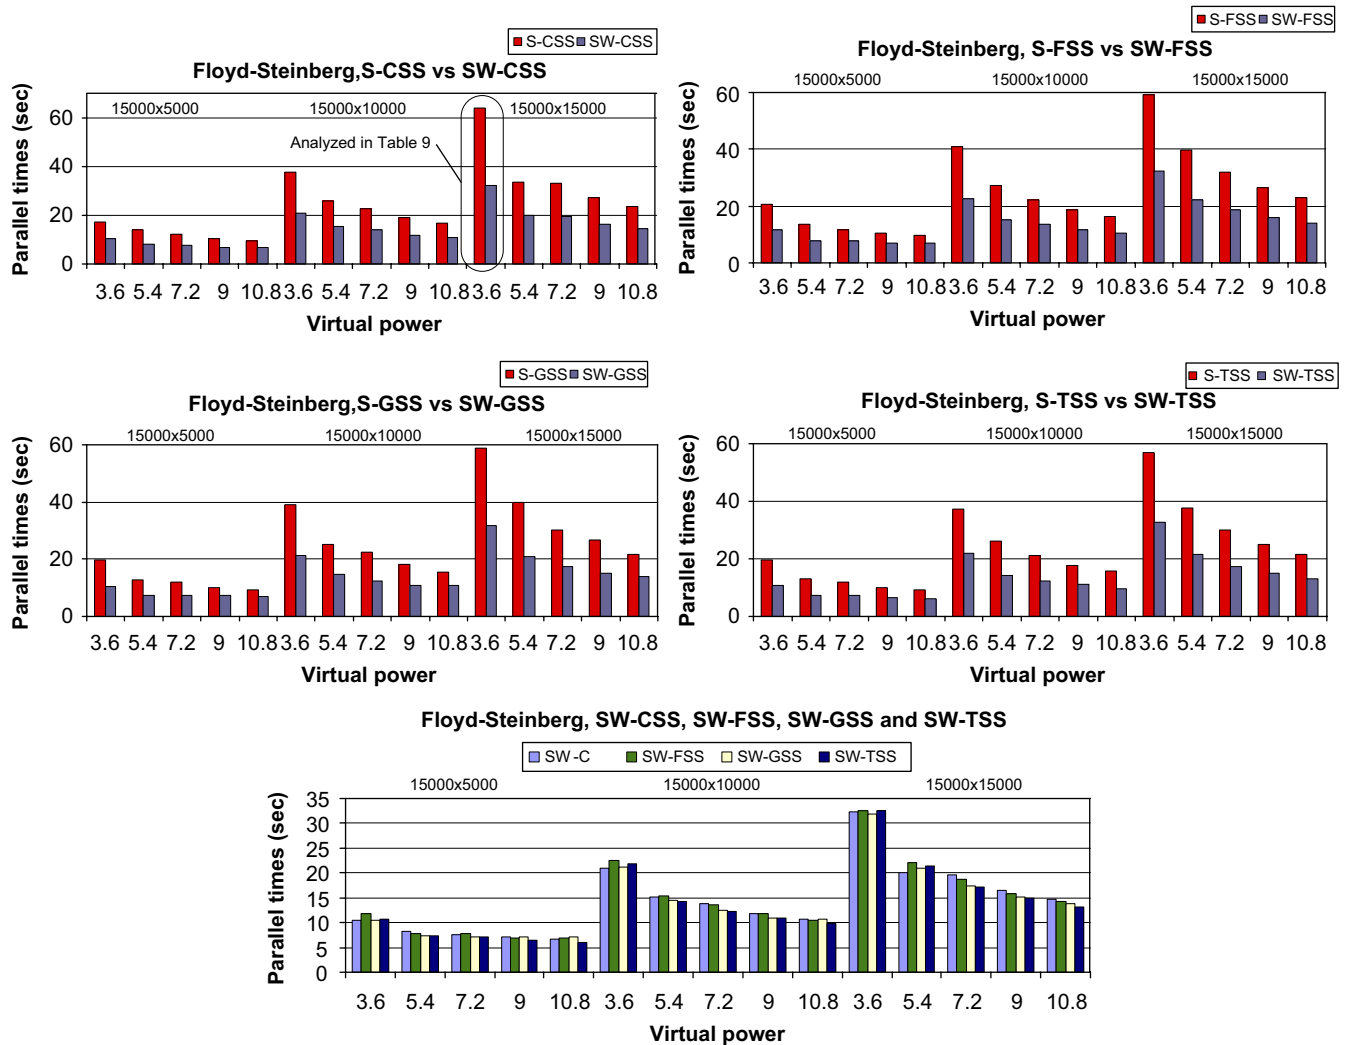 S-CSS SW-CSS
Floyd-Steinberg,S-CSS vs SW-CSS
15000x5000 15000x10000 15000x15000
Analyzed in Table 9
Parallel times (sec)
60
40
20
0
3.6 5.4 7.2 9 10.8 3.6 5.4 7.2 9 10.8 3.6 5.4 7.2 9 10.8
Virtual power
S-FSS SW-FSS
Floyd-Steinberg, S-FSS vs SW-FSS
15000x5000 15000x10000 15000x15000
Parallel times (sec)
60
40
20
0
3.6 5.4 7.2 9 10.8 3.6 5.4 7.2 9 10.8 3.6 5.4 7.2 9 10.8
Virtual power
S-GSS SW-GSS
Floyd-Steinberg,S-GSS vs SW-GSS
15000x5000 15000x10000 15000x15000
Parallel times (sec)
60
40
20
0
3.6 5.4 7.2 9 10.8 3.6 5.4 7.2 9 10.8 3.6 5.4 7.2 9 10.8
Virtual power
S-TSS SW-TSS
Floyd-Steinberg, S-TSS vs SW-TSS
15000x5000 15000x10000 15000x15000
Parallel times (sec)
60
40
20
0
3.6 5.4 7.2 9 10.8 3.6 5.4 7.2 9 10.8 3.6 5.4 7.2 9 10.8
Virtual power
Floyd-Steinberg, SW-CSS, SW-FSS, SW-GSS and SW-TSS
SW-C SW-FSS SW-GSS SW-TSS
15000x5000 15000x10000 15000x15000
Parallel times (sec)
35
30
25
20
15
10
5
0
3.6 5.4 7.2 9 10.8 3.6 5.4 7.2 9 10.8 3.6 5.4 7.2 9 10.8
Virtual power